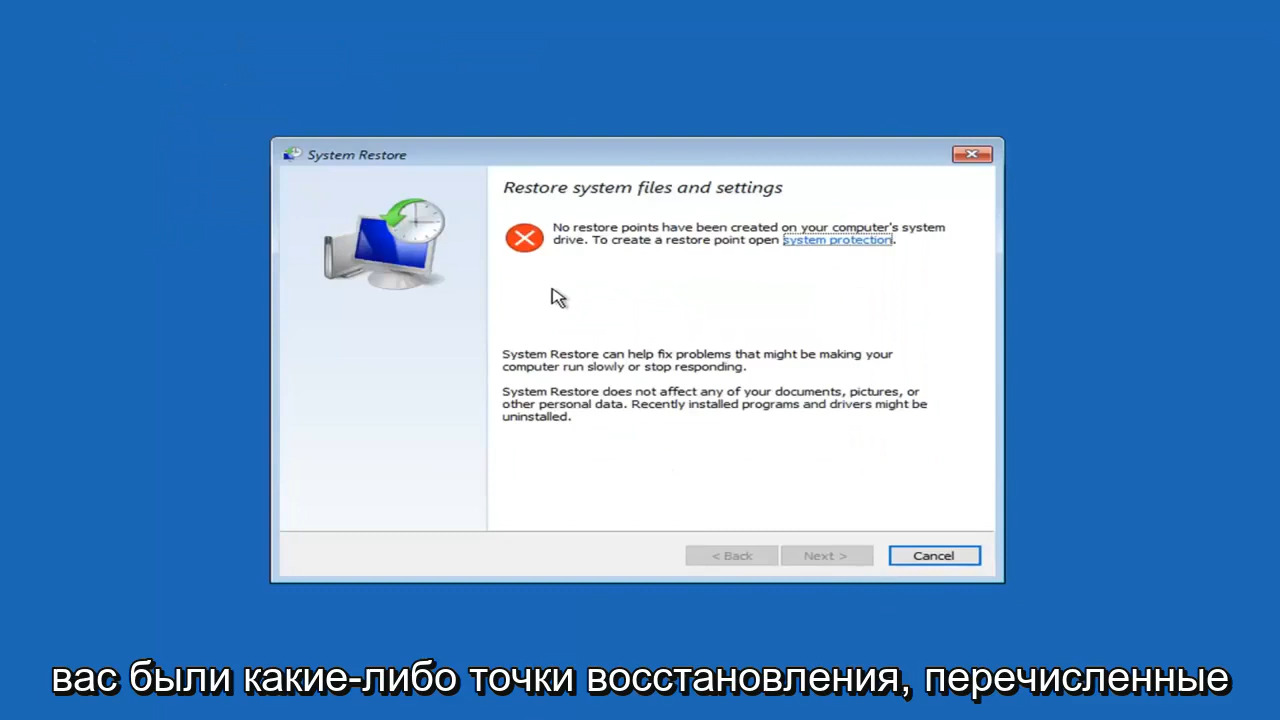 System Restore
Restore system files and settings
No restore points have been created on your computer's system
drive. To create a restore point open system protection.
System Restore can help fix problems that might be making your
computer run slowly or stop responding.
System Restore does not affect any of your documents, pictures, or
other personal data. Recently installed programs and drivers might be
uninstalled.
< Back Next > Cancel
вас были какие-либо точки восстановления, перечисленные